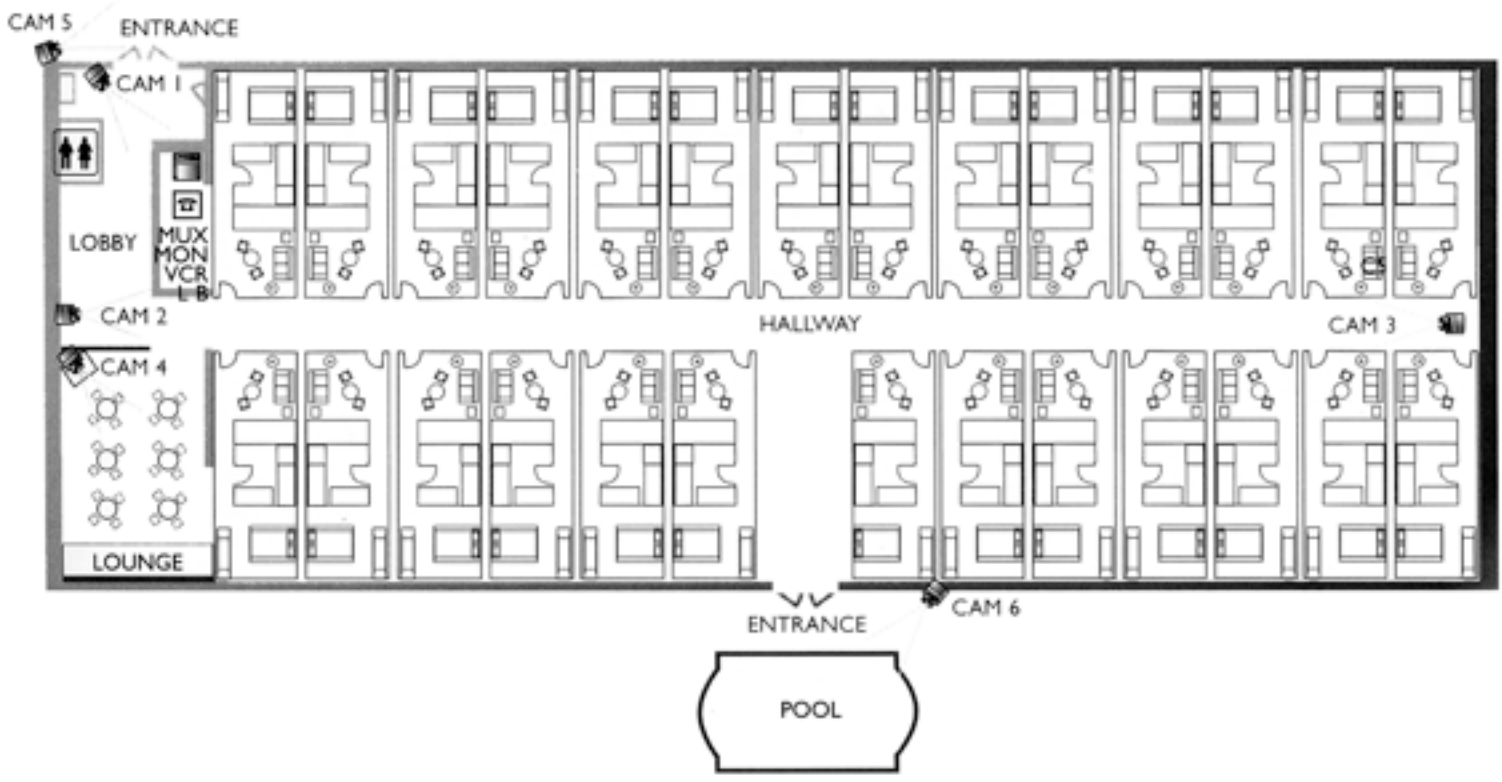 CAM 5
ENTRANCE
CAM 1
LOBBY
MUX
MON
VCR
L B
CAM 2
HALLWAY
CAM 3
CAM 4
LOUNGE
ENTRANCE
CAM 6
POOL